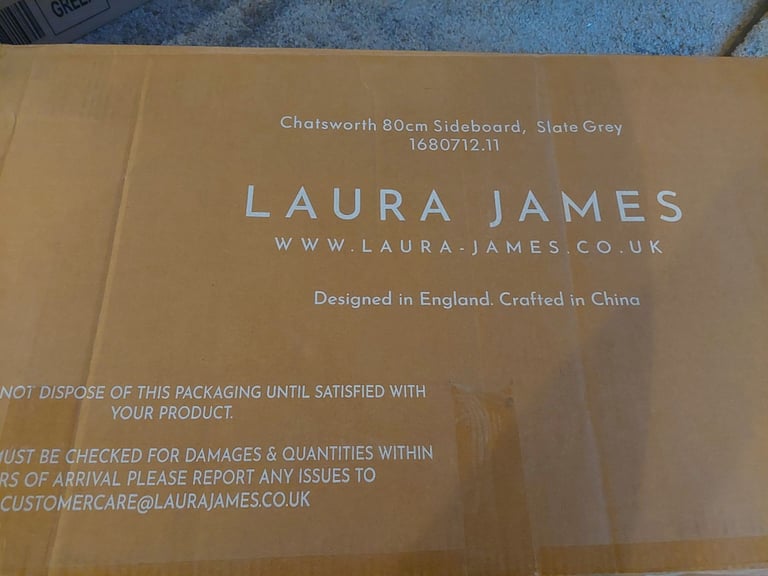 GREE
Chatsworth 80cm Sideboard, Slate Grey
1680712.11
LAURA JAMES
WWW.LAURA-JAMES.CO.UK
Designed in England. Crafted in China
NOT DISPOSE OF THIS PACKAGING UNTIL SATISFIED WITH
YOUR PRODUCT.
MUST BE CHECKED FOR DAMAGES & QUANTITIES WITHIN
RS OF ARRIVAL PLEASE REPORT ANY ISSUES TO
CUSTOMERCARE@LAURAJAMES.CO.UK